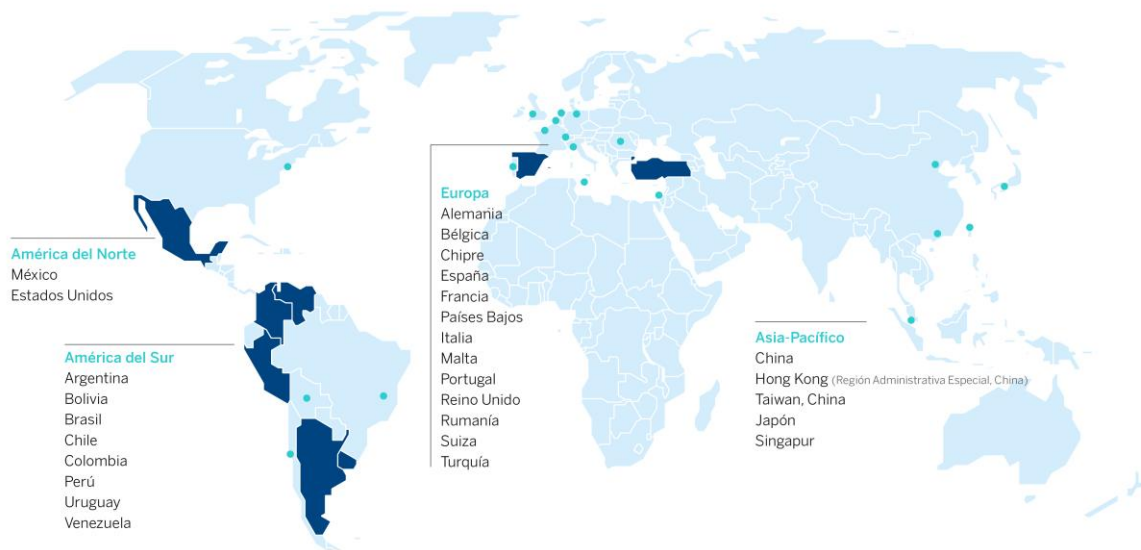 América del Norte
México
Estados Unidos
América del Sur
Argentina
Bolivia
Brasil
Chile
Colombia
Perú
Uruguay
Venezuela
Europa
Alemania
Bélgica
Chipre
España
Francia
Países Bajos
Italia
Malta
Portugal
Reino Unido
Rumanía
Suiza
Turquía
Asia-Pacífico
China
Hong Kong (Región Administrativa Especial, China)
Taiwan, China
Japón
Singapur